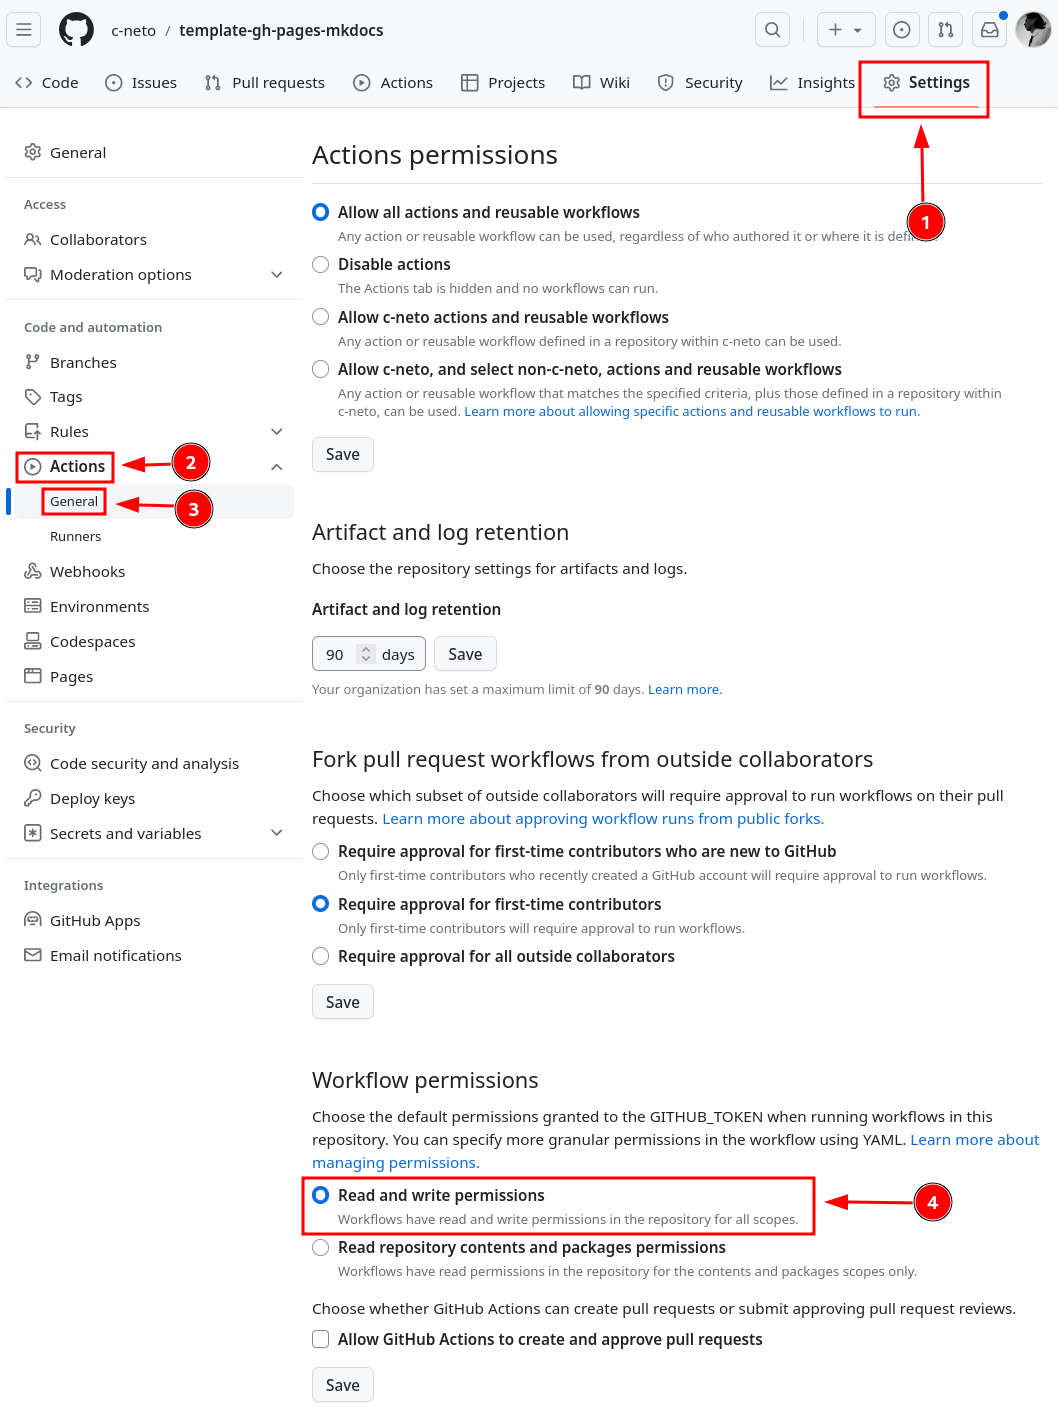 c-neto / template-gh-pages-mkdocs
Code Issues Pull requests Actions Projects Wiki Security Insights Settings
1
General
Access
Collaborators
Moderation options
Code and automation
Branches
Tags
Rules
Actions
2
General
3
Runners
Webhooks
Environments
Codespaces
Pages
Security
Code security and analysis
Deploy keys
Secrets and variables
Integrations
GitHub Apps
Email notifications
Actions permissions
Allow all actions and reusable workflows
Any action or reusable workflow can be used, regardless of who authored it or where it is
Disable actions
The Actions tab is hidden and no workflows can run.
Allow c-neto actions and reusable workflows
Any action or reusable workflow defined in a repository within c-neto can be used.
Allow c-neto, and select non-c-neto, actions and reusable workflows
Any action or reusable workflow that matches the specified criteria, plus those defined in a repository within
c-neto, can be used. Learn more about allowing specific actions and reusable workflows to run.
Save
Artifact and log retention
Choose the repository settings for artifacts and logs.
Artifact and log retention
90 days Save
Your organization has set a maximum limit of 90 days. Learn more.
Fork pull request workflows from outside collaborators
Choose which subset of outside collaborators will require approval to run workflows on their pull
requests. Learn more about approving workflow runs from public forks.
Require approval for first-time contributors who are new to GitHub
Only first-time contributors who recently created a GitHub account will require approval to run workflows.
Require approval for first-time contributors
Only first-time contributors will require approval to run workflows.
Require approval for all outside collaborators
Save
Workflow permissions
Choose the default permissions granted to the GITHUB_TOKEN when running workflows in this
repository. You can specify more granular permissions in the workflow using YAML. Learn more about
managing permissions.
Read and write permissions
Workflows have read and write permissions in the repository for all scopes.
4
Read repository contents and packages permissions
Workflows have read permissions in the repository for the contents and packages scopes only.
Choose whether GitHub Actions can create pull requests or submit approving pull request reviews.
Allow GitHub Actions to create and approve pull requests
Save